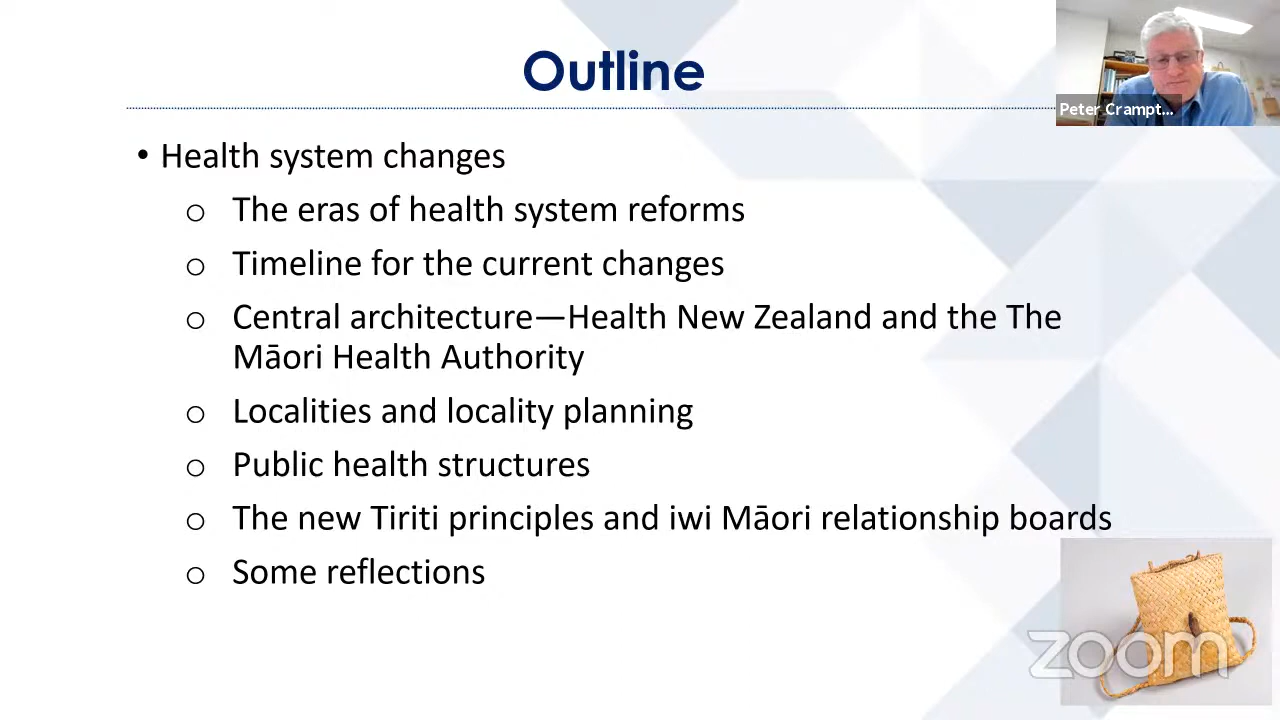 Outline
Peter Crampt...
• Health system changes
o The eras of health system reforms
o Timeline for the current changes
o Central architecture—Health New Zealand and the The
Māori Health Authority
o Localities and locality planning
o Public health structures
o The new Tiriti principles and iwi Māori relationship boards
o Some reflections
zoom